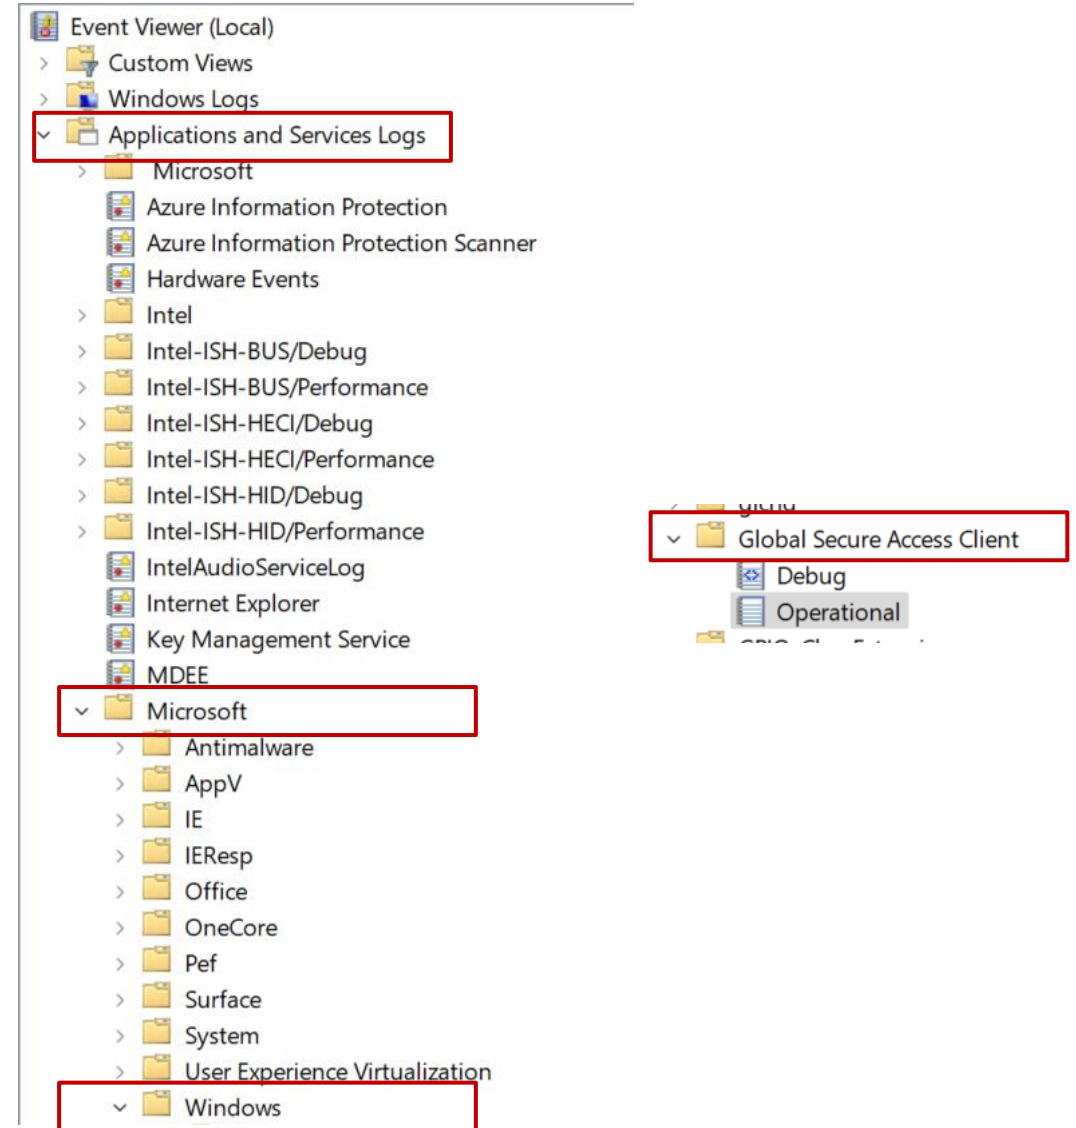 Event Viewer (Local)
Custom Views
Windows Logs
Applications and Services Logs
Microsoft
Azure Information Protection
Azure Information Protection Scanner
Hardware Events
Intel
Intel-ISH-BUS/Debug
Intel-ISH-BUS/Performance
Intel-ISH-HECI/Debug
Intel-ISH-HECI/Performance
Intel-ISH-HID/Debug
Intel-ISH-HID/Performance
IntelAudioServiceLog
Internet Explorer
Key Management Service
MDEE
Microsoft
Antimalware
AppV
IE
IEResp
Office
OneCore
Pef
Surface
System
User Experience Virtualization
Windows
Global Secure Access Client
Debug
Operational